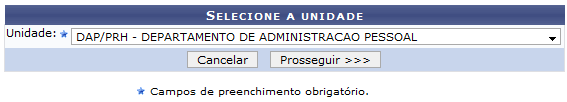 SELECIONE A UNIDADE
Unidade: DAP/PRH - DEPARTAMENTO DE ADMINISTRACAO PESSOAL
Cancelar Prosseguir >>>
Campos de preenchimento obrigatório.